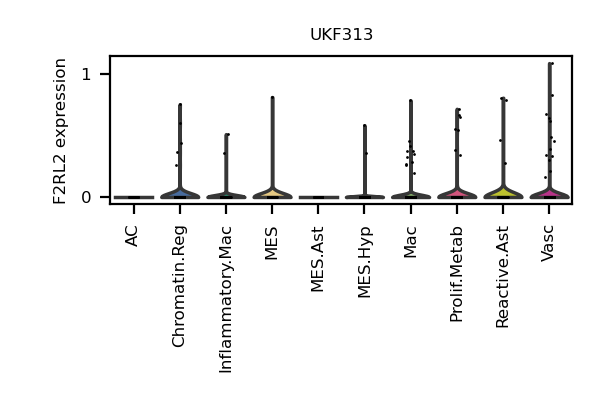 UKF313
F2RL2 expression
1
0
AC
Chromatin.Reg
Inflammatory.Mac
MES
MES.Ast
MES.Hyp
Mac
Prolif.Metab
Reactive.Ast
Vasc